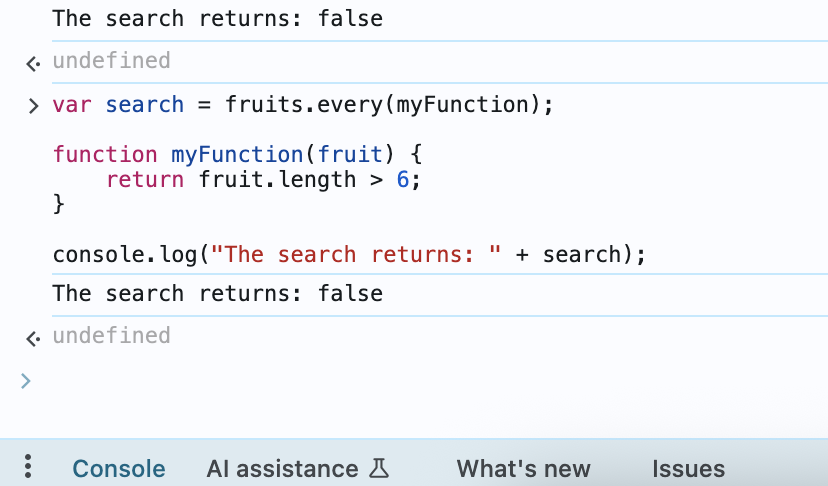 The search returns: false
undefined
var search = fruits.every(myFunction);
function myFunction(fruit) {
    return fruit.length > 6;
}
console.log("The search returns: " + search);
The search returns: false
undefined
Console AI assistance What's new Issues